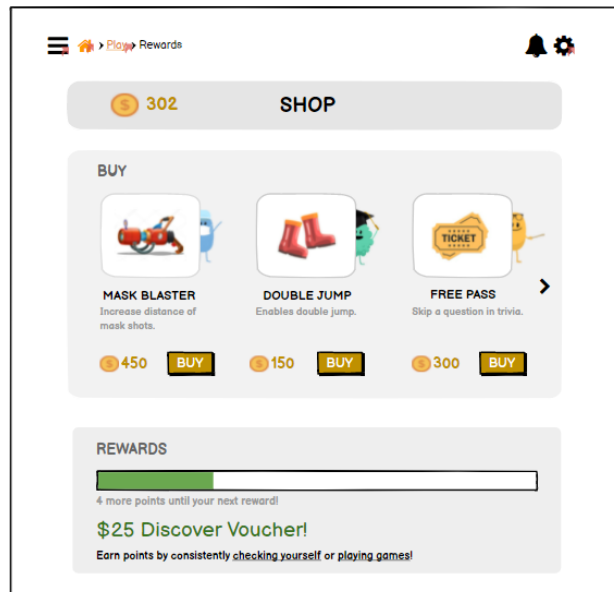 > Play > Rewards
S 302 SHOP
BUY
TICKET
MASK BLASTER DOUBLE JUMP FREE PASS
Increase distance of Enables double jump. Skip a question in trivia.
mask shots.
S 450 BUY S 150 BUY S 300 BUY
REWARDS
4 more points until your next reward!
$25 Discover Voucher!
Earn points by consistently checking yourself or playing games!